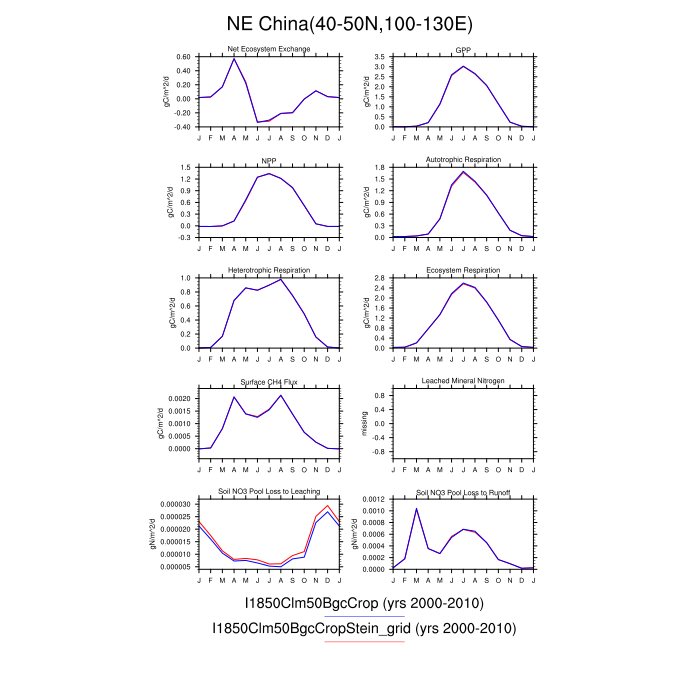 NE China(40-50N,100-130E)
Net Ecosystem Exchange
gC/m^2/d
0.60
0.40
0.20
0.00
-0.20
-0.40
J F M A M J J A S O N D J
GPP
gC/m^2/d
3.5
3.0
2.5
2.0
1.5
1.0
0.5
0.0
J F M A M J J A S O N D J
NPP
gC/m^2/d
1.5
1.2
0.9
0.6
0.3
0.0
-0.3
J F M A M J J A S O N D J
Autotrophic Respiration
gC/m^2/d
1.8
1.5
1.2
0.9
0.6
0.3
0.0
J F M A M J J A S O N D J
Heterotrophic Respiration
gC/m^2/d
1.0
0.8
0.6
0.4
0.2
0.0
J F M A M J J A S O N D J
Ecosystem Respiration
gC/m^2/d
2.8
2.4
2.0
1.6
1.2
0.8
0.4
0.0
J F M A M J J A S O N D J
Surface CH4 Flux
gC/m^2/d
0.0020
0.0015
0.0010
0.0005
0.0000
J F M A M J J A S O N D J
Leached Mineral Nitrogen
missing
0.8
0.4
0.0
-0.4
-0.8
J F M A M J J A S O N D J
Soil NO3 Pool Loss to Leaching
gN/m^2/d
0.000030
0.000025
0.000020
0.000015
0.000010
0.000005
J F M A M J J A S O N D J
Soil NO3 Pool Loss to Runoff
gN/m^2/d
0.0012
0.0010
0.0008
0.0006
0.0004
0.0002
0.0000
J F M A M J J A S O N D J
I1850Clm50BgcCrop (yrs 2000-2010)
I1850Clm50BgcCropStein_grid (yrs 2000-2010)